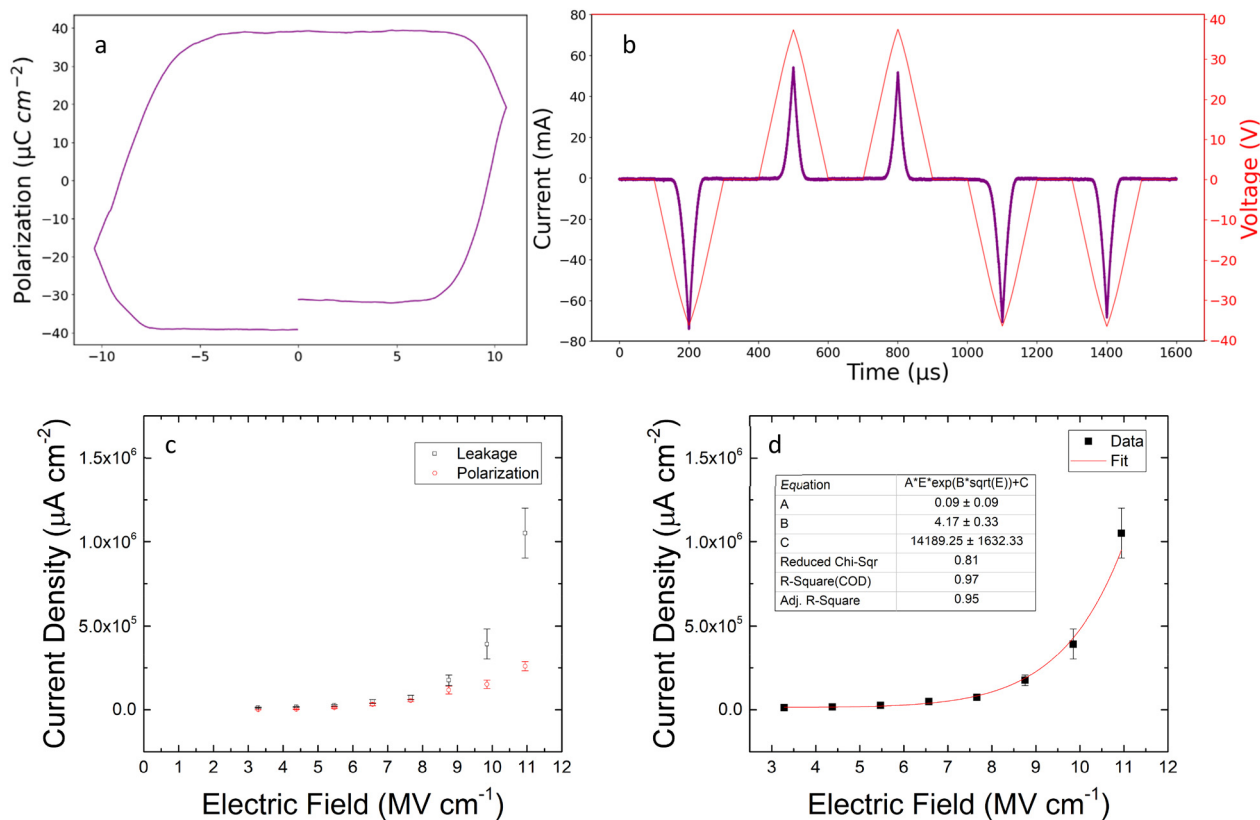 a
Polarization (µC cm⁻²)
40
30
20
10
0
−10
−20
−30
−40
−10
−5
0
5
10
b
Current (mA)
80
60
40
20
0
−20
−40
−60
−80
0
200
400
600
800
1000
1200
1400
1600
Time (µs)
40
30
20
10
0
−10
−20
−30
−40
Voltage (V)
c
Current Density (µA cm⁻²)
1.5x10⁶
1.0x10⁶
5.0x10⁵
0.0
Leakage
Polarization
0 1 2 3 4 5 6 7 8 9 10 11 12
Electric Field (MV cm⁻¹)
d
Current Density (µA cm⁻²)
1.5x10⁶
1.0x10⁶
5.0x10⁵
0.0
Data
Fit
Equation A*E*exp(B*sqrt(E))+C
A 0.09 ± 0.09
B 4.17 ± 0.33
C 14189.25 ± 1632.33
Reduced Chi-Sqr 0.81
R-Square(COD) 0.97
Adj. R-Square 0.95
3 4 5 6 7 8 9 10 11 12
Electric Field (MV cm⁻¹)